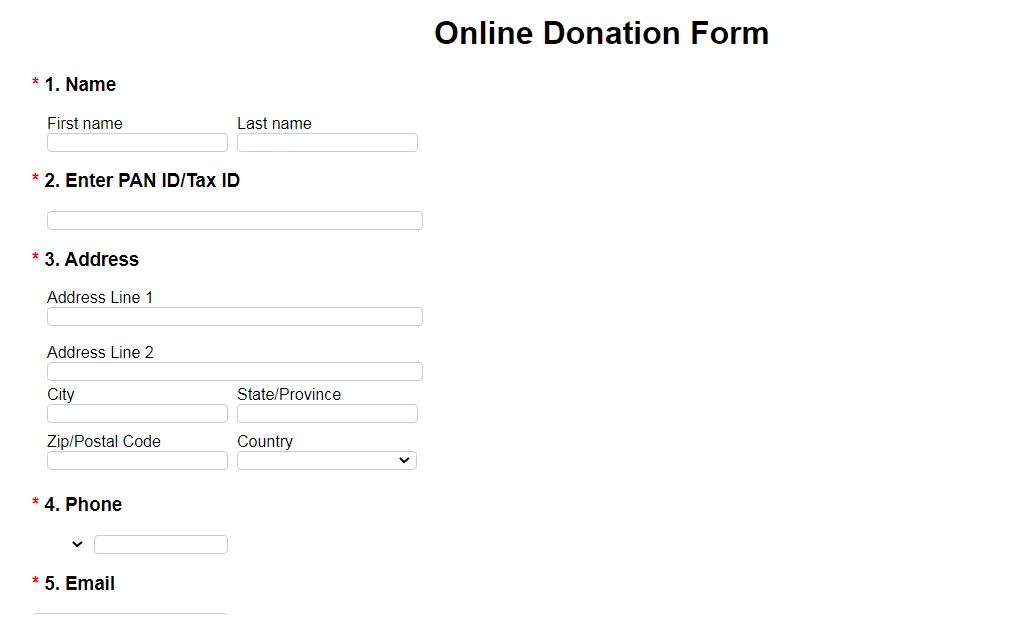 Online Donation Form
* 1. Name
First name Last name
* 2. Enter PAN ID/Tax ID
* 3. Address
Address Line 1
Address Line 2
City State/Province
Zip/Postal Code Country
* 4. Phone
* 5. Email